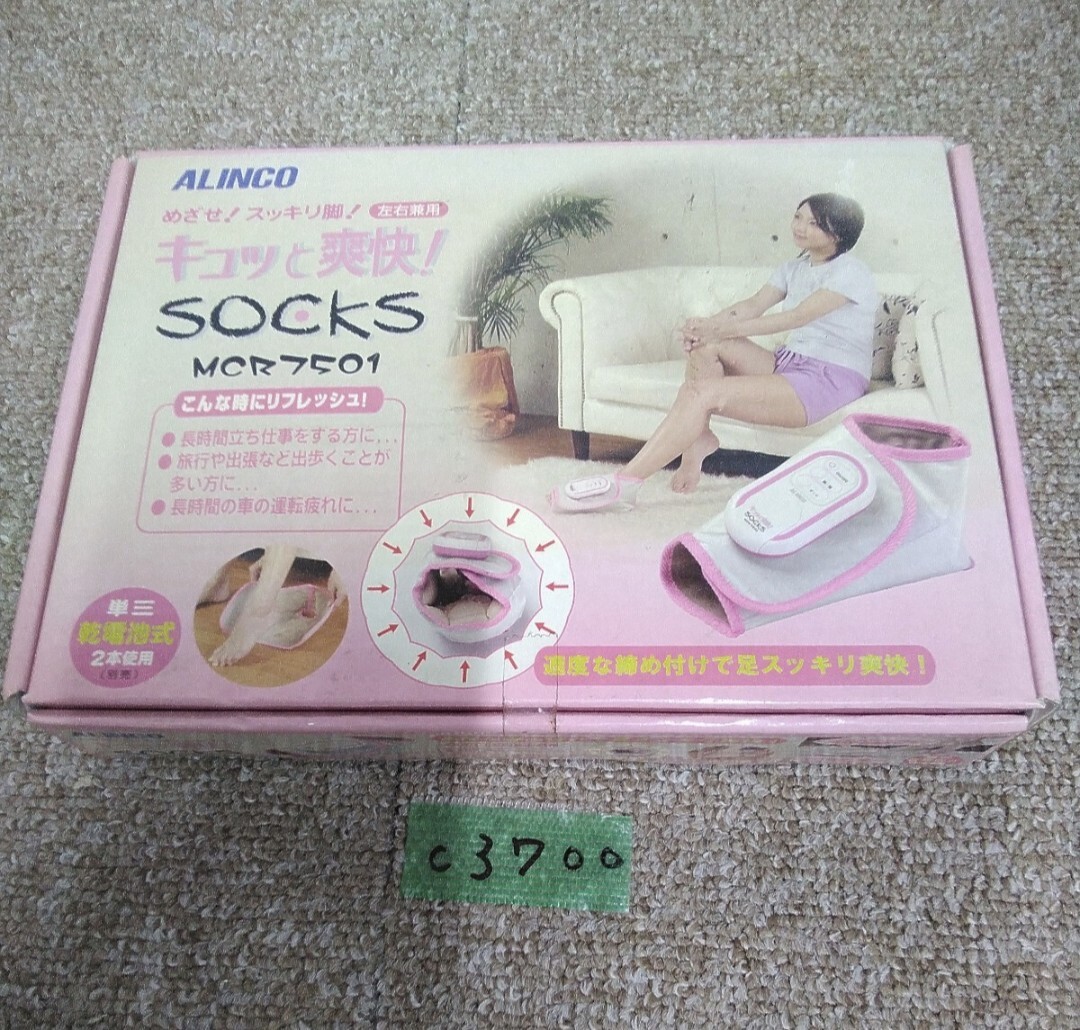 ALINCO
めざせ!スッキリ脚! 左右兼用
キュッと爽快!
SOCKS
MCR7501
こんな時にリフレッシュ!
● 長時間立ち仕事をする方に...
● 旅行や出張など出歩くことが
多い方に...
● 長時間の車の運転疲れに...
単三
乾電池式
2本使用
(別売)
SOCKS
適度な締め付けで足スッキリ爽快!
ALINCO
C3700